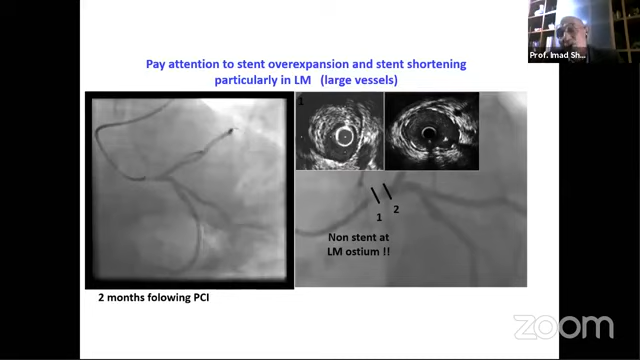 Prof. Imad Sh...
Pay attention to stent overexpansion and stent shortening
particularly in LM (large vessels)
1
1
2
Non stent at
LM ostium !!
2 months folowing PCI
zoom